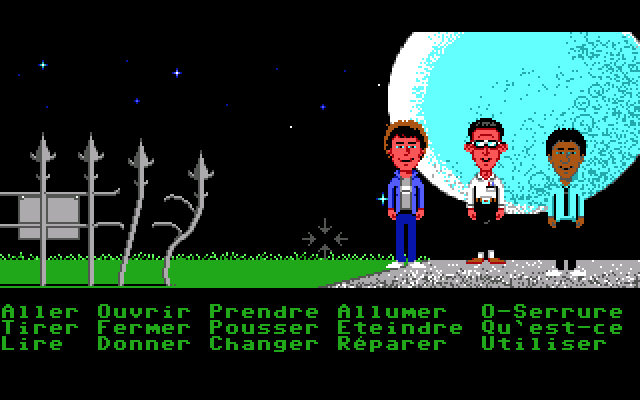 Aller Ouvrir Prendre Allumer O-Serrure
Tirer Fermer Pousser Eteindre Qu'est-ce
Lire Donner Changer Réparer Utiliser